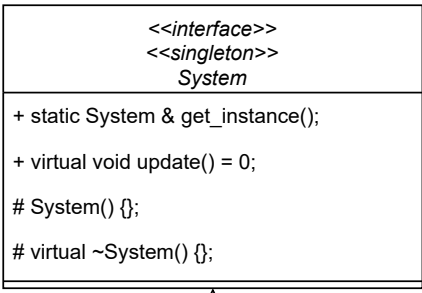 <<interface>>
<<singleton>>
System
+ static System & get_instance();
+ virtual void update() = 0;
# System() {};
# virtual ~System() {};